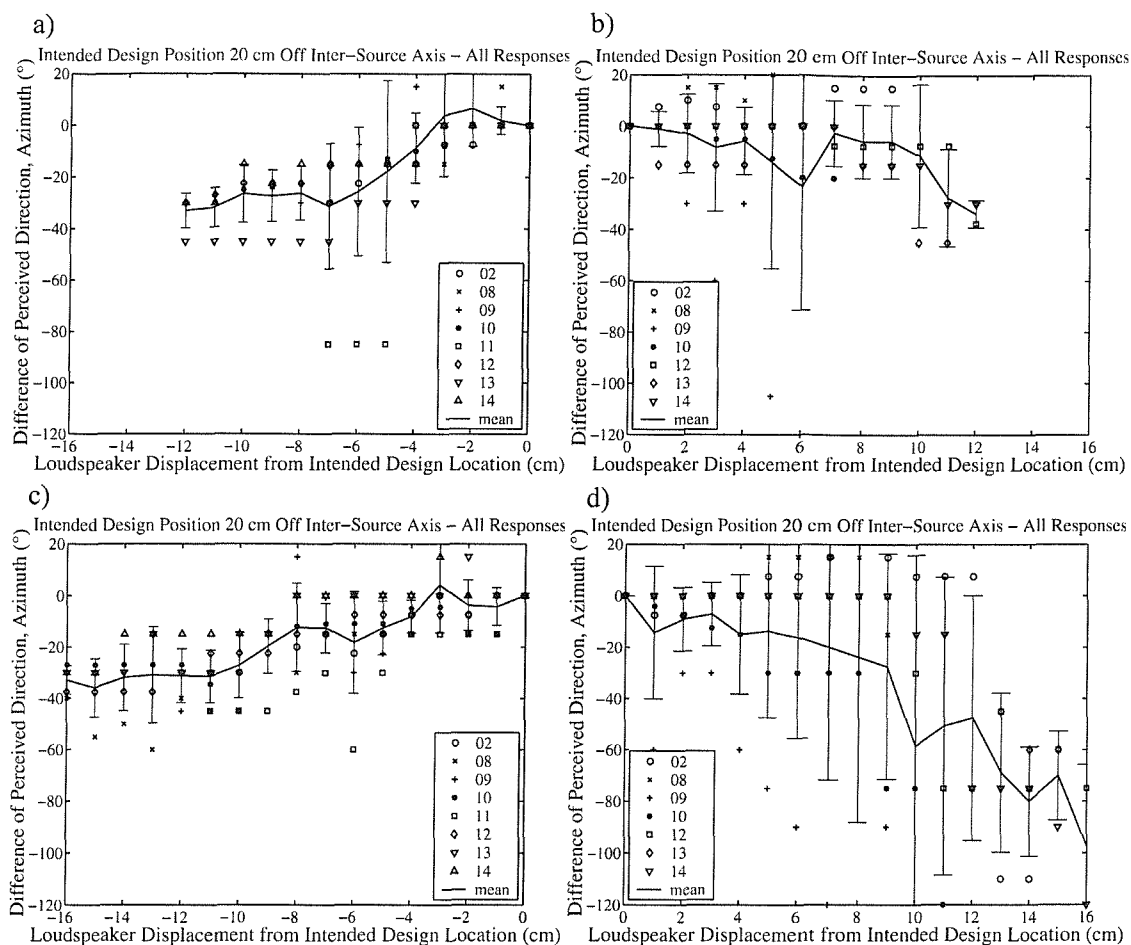 a)
Intended Design Position 20 cm Off Inter-Source Axis - All Responses
Difference of Perceived Direction, Azimuth (°)
20
0
-20
-40
-60
-80
-100
-120
02
08
09
10
11
12
13
14
mean
-16 -14 -12 -10 -8 -6 -4 -2 0
Loudspeaker Displacement from Intended Design Location (cm)
b)
Intended Design Position 20 cm Off Inter-Source Axis - All Responses
Difference of Perceived Direction, Azimuth (°)
20
0
-20
-40
-60
-80
-100
-120
02
08
09
10
12
13
14
mean
0 2 4 6 8 10 12 14 16
Loudspeaker Displacement from Intended Design Location (cm)
c)
Intended Design Position 20 cm Off Inter-Source Axis - All Responses
Difference of Perceived Direction, Azimuth (°)
20
0
-20
-40
-60
-80
-100
-120
02
08
09
10
11
12
13
14
mean
-16 -14 -12 -10 -8 -6 -4 -2 0
Loudspeaker Displacement from Intended Design Location (cm)
d)
Intended Design Position 20 cm Off Inter-Source Axis - All Responses
Difference of Perceived Direction, Azimuth (°)
20
0
-20
-40
-60
-80
-100
-120
02
08
09
10
12
13
14
mean
0 2 4 6 8 10 12 14 16
Loudspeaker Displacement from Intended Design Location (cm)